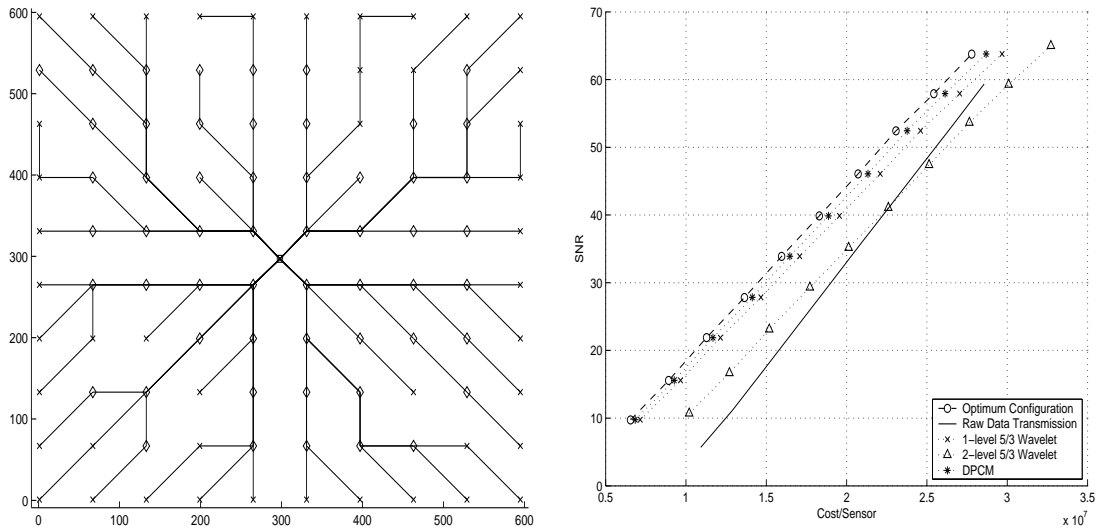 600
500
400
300
200
100
0
0 100 200 300 400 500 600
70
60
50
40
30
20
10
0
SNR
0.5 1 1.5 2 2.5 3 3.5
x 10^7
Cost/Sensor
Optimum Configuration
Raw Data Transmission
1-level 5/3 Wavelet
2-level 5/3 Wavelet
DPCM